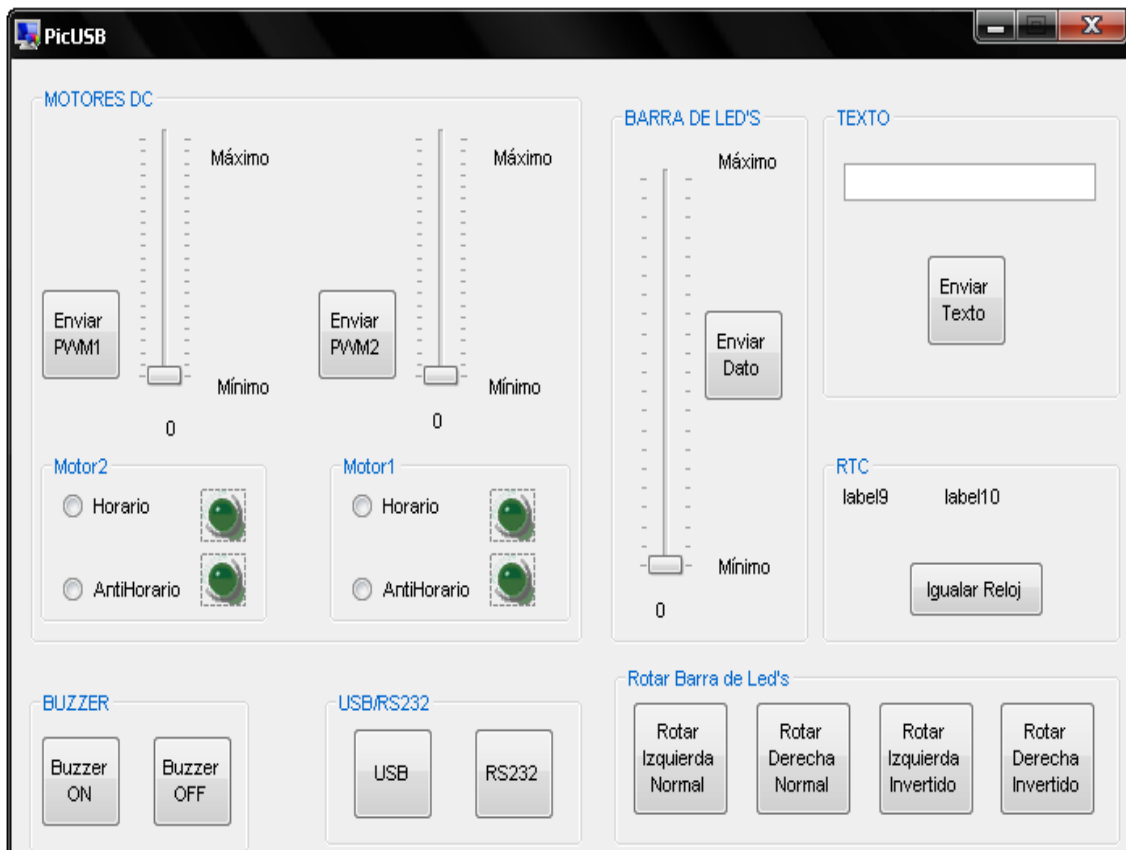 PicUSB
MOTORES DC
Máximo
Máximo
Enviar
PWM1
Enviar
PWM2
Mínimo
Mínimo
0
0
Motor2
Horario
AntiHorario
Motor1
Horario
AntiHorario
BARRA DE LED'S
Máximo
Enviar
Dato
Mínimo
0
TEXTO
Enviar
Texto
RTC
label9
label10
Igualar Reloj
BUZZER
Buzzer
ON
Buzzer
OFF
USB/RS232
USB
RS232
Rotar Barra de Led's
Rotar
Izquierda
Normal
Rotar
Derecha
Normal
Rotar
Izquierda
Invertido
Rotar
Derecha
Invertido